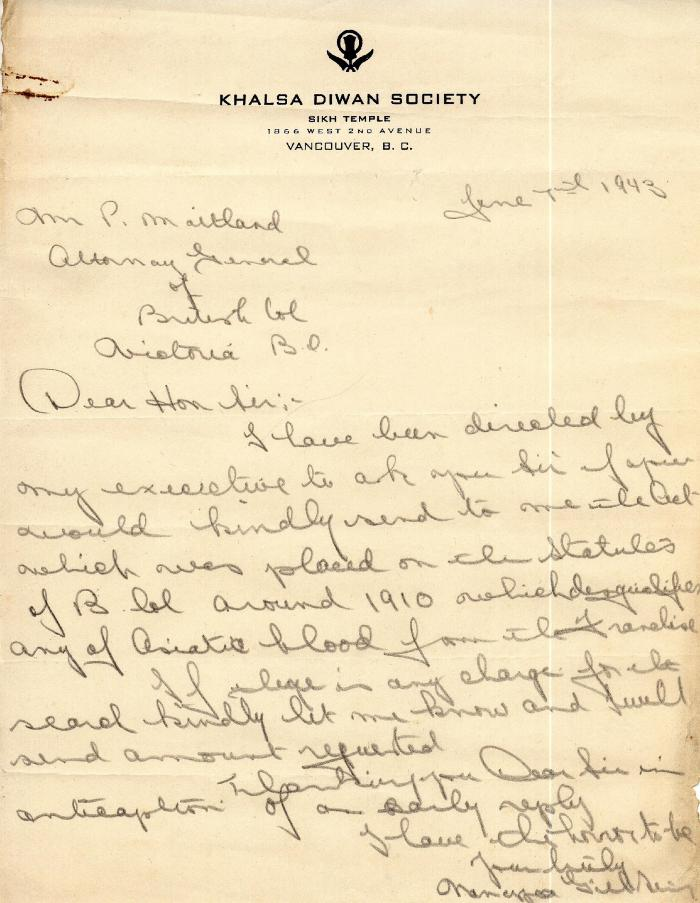 KHALSA DIWAN SOCIETY
SIKH TEMPLE
1866 WEST 2ND AVENUE
VANCOUVER, B. C.
June 7nd 1943
Mr P. Maitland
Attornay General
of
British Col
Victoria B.C.
Dear Hon Sir;-
I have been directed by
my executive to ask you Sir if you
would kindly send to me the Act
which was placed on the Statutes
of B Col around 1910 which disqualifies
any of Asiatic blood from the Franchise
If there is any charge for the
search kindly let me know and I will
send amount requested
Thanking you Dear Sir in
anticaption of an early reply
I have the honor to be
Yours truly